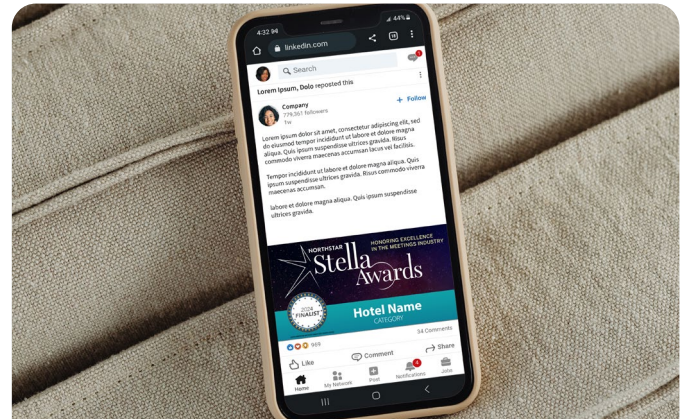 4:32
44%
linkedin.com
Search
Lorem Ipsum, Dolo reposted this
Company
779,361 followers
1w
+ Follow
Lorem ipsum dolor sit amet, consectetur adipiscing elit, sed
do eiusmod tempor incididunt ut labore et dolore magna
aliqua. Quis ipsum suspendisse ultrices gravida. Risus
commodo viverra maecenas accumsan lacus vel facilisis.
Tempor incididunt ut labore et dolore magna aliqua. Quis
ipsum suspendisse ultrices gravida. Risus commodo viverra
maecenas accumsan.
labore et dolore magna aliqua. Quis ipsum suspendisse
ultrices gravida.
NORTHSTAR
HONORING EXCELLENCE
IN THE MEETINGS INDUSTRY
Stella
Awards
2024
FINALIST
Hotel Name
CATEGORY
969
34 Comments
Like
Comment
Share
Home
My Network
Post
Notifications
4
Jobs